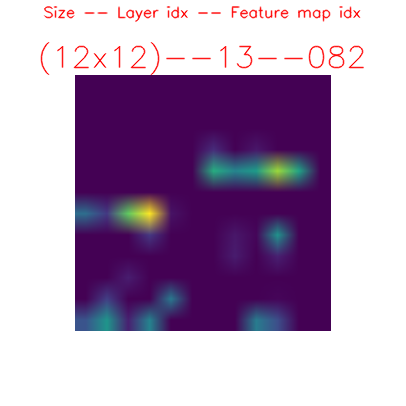 Size -- Layer idx -- Feature map idx
(12x12)--13--082